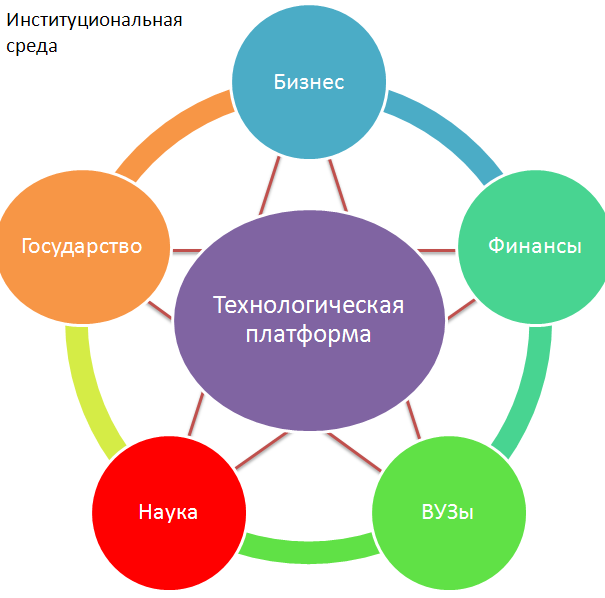 Институциональная
среда
Бизнес
Государство
Финансы
Технологическая
платформа
Наука
ВУЗы